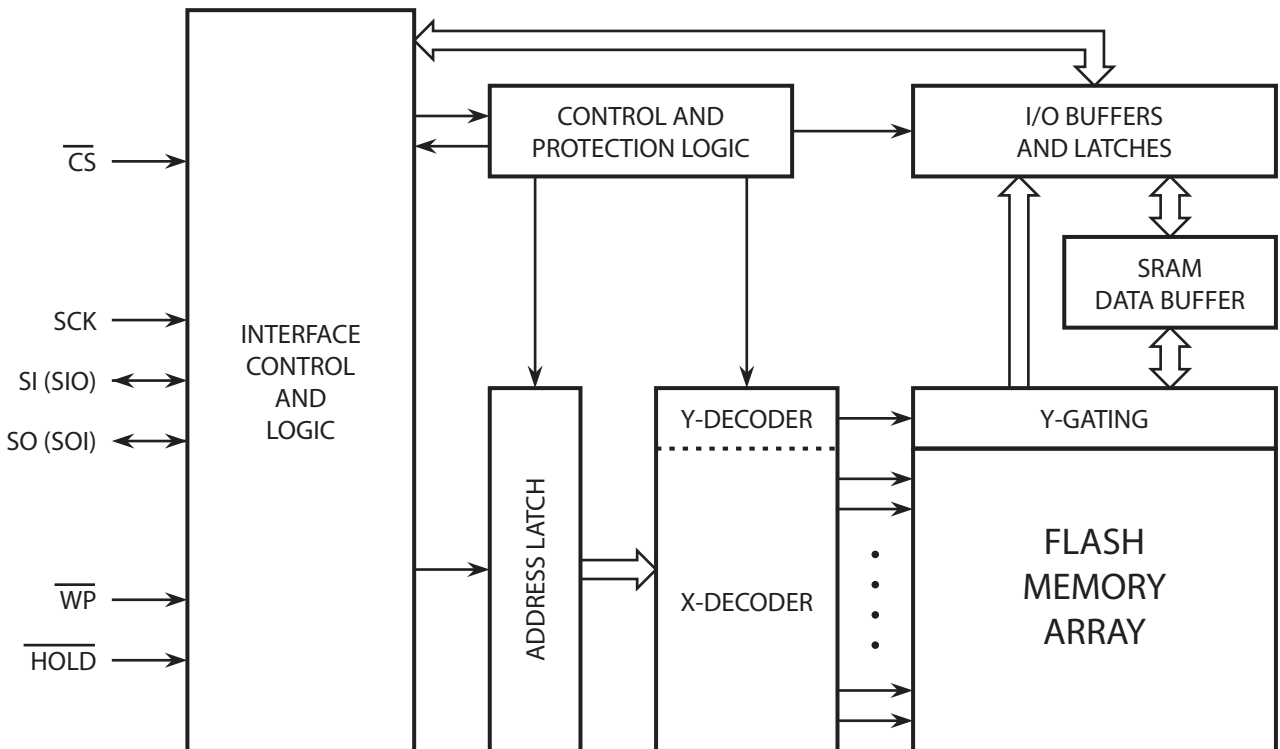 CS
SCK
SI (SIO)
SO (SOI)
WP
HOLD
INTERFACE
CONTROL
AND
LOGIC
CONTROL AND
PROTECTION LOGIC
I/O BUFFERS
AND LATCHES
SRAM
DATA BUFFER
ADDRESS LATCH
Y-DECODER
X-DECODER
Y-GATING
FLASH
MEMORY
ARRAY